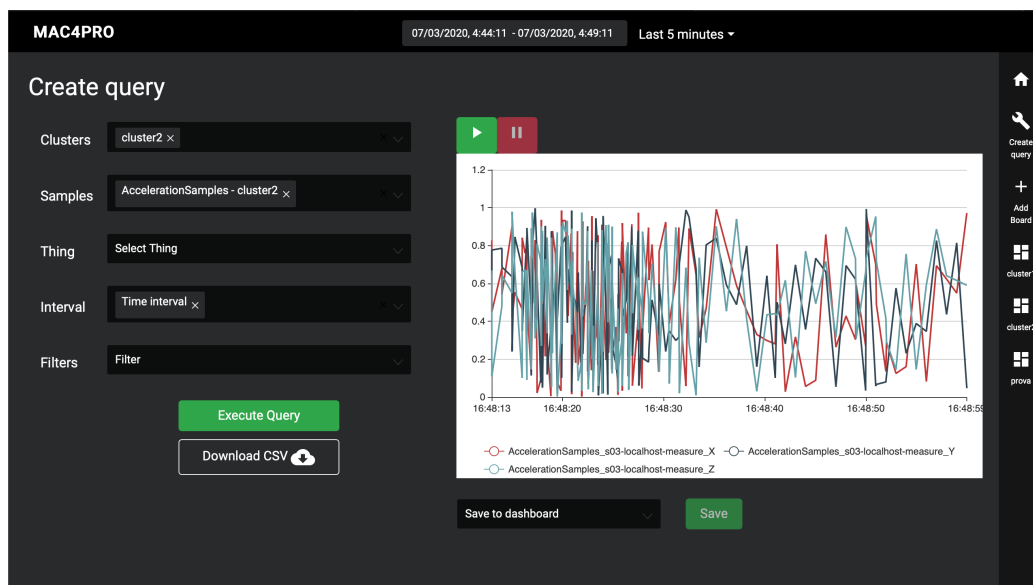 MAC4PRO
07/03/2020, 4:44:11 - 07/03/2020, 4:49:11
Last 5 minutes
Create query
Clusters
cluster2 ×
Samples
AccelerationSamples - cluster2 ×
Thing
Select Thing
Interval
Time interval ×
Filters
Filter
Execute Query
Download CSV
1.2
1
0.8
0.6
0.4
0.2
0
16:48:13 16:48:20 16:48:30 16:48:40 16:48:50 16:48:59
AccelerationSamples_s03-localhost-measure_X AccelerationSamples_s03-localhost-measure_Y
AccelerationSamples_s03-localhost-measure_Z
Save to dashboard
Save
Create
query
Add
Board
cluster
cluster
prova